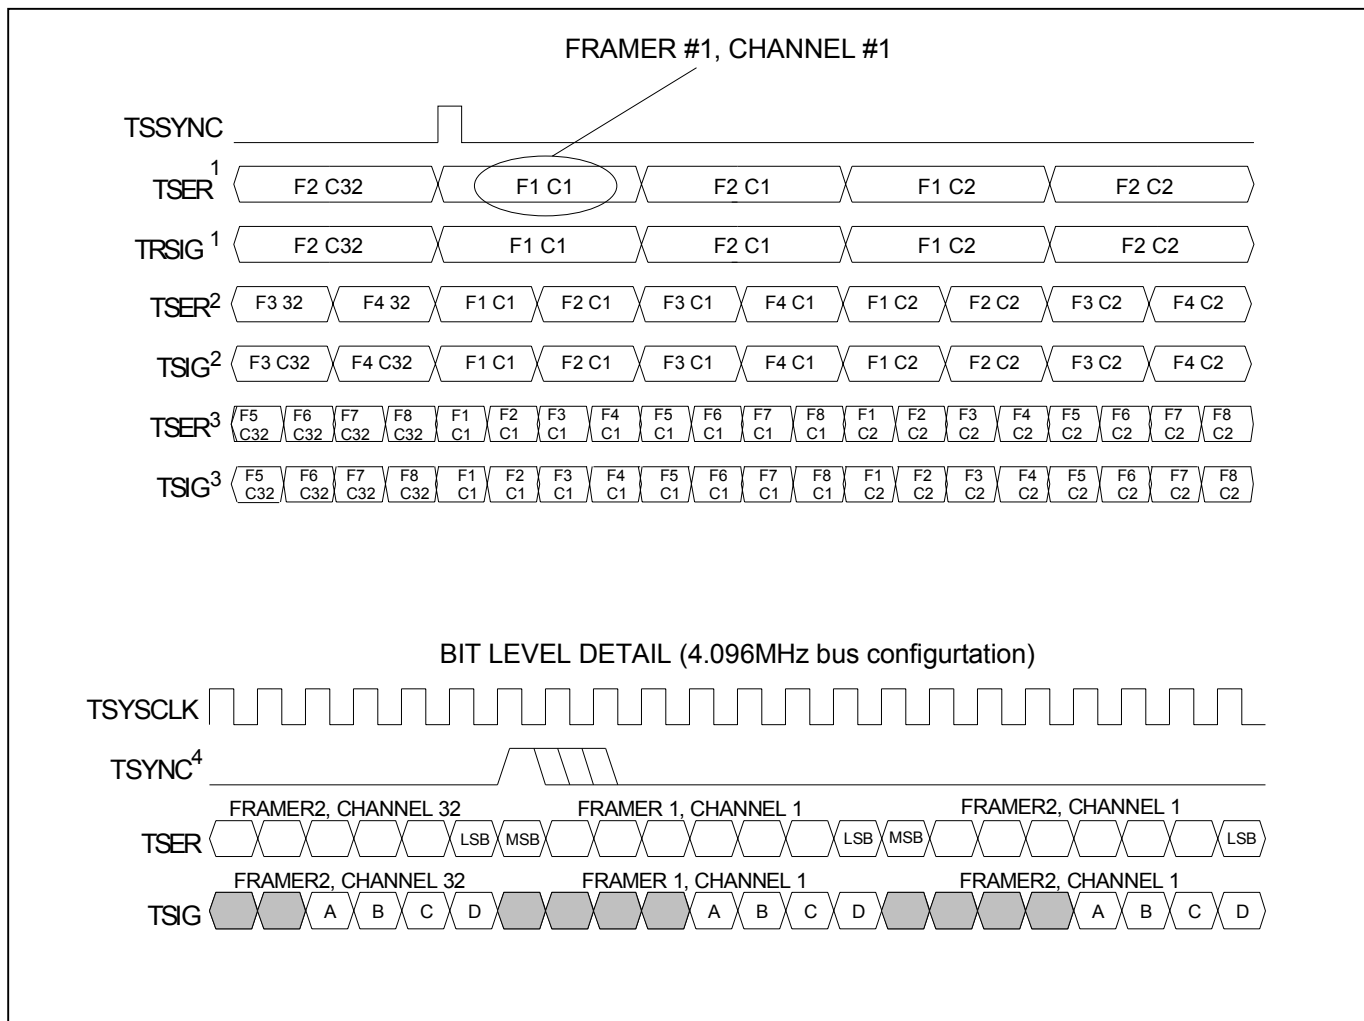 FRAMER #1, CHANNEL #1
TSSYNC
TSER1 F2 C32 F1 C1 F2 C1 F1 C2 F2 C2
TRSIG 1 F2 C32 F1 C1 F2 C1 F1 C2 F2 C2
TSER2 F3 32 F4 32 F1 C1 F2 C1 F3 C1 F4 C1 F1 C2 F2 C2 F3 C2 F4 C2
TSIG2 F3 C32 F4 C32 F1 C1 F2 C1 F3 C1 F4 C1 F1 C2 F2 C2 F3 C2 F4 C2
TSER3 F5 C32 F6 C32 F7 C32 F8 C32 F1 C1 F2 C1 F3 C1 F4 C1 F5 C1 F6 C1 F7 C1 F8 C1 F1 C2 F2 C2 F3 C2 F4 C2 F5 C2 F6 C2 F7 C2 F8 C2
TSIG3 F5 C32 F6 C32 F7 C32 F8 C32 F1 C1 F2 C1 F3 C1 F4 C1 F5 C1 F6 C1 F7 C1 F8 C1 F1 C2 F2 C2 F3 C2 F4 C2 F5 C2 F6 C2 F7 C2 F8 C2
BIT LEVEL DETAIL (4.096MHz bus configurtation)
TSYSCLK
TSYNC4
FRAMER2, CHANNEL 32 FRAMER 1, CHANNEL 1 FRAMER2, CHANNEL 1
TSER LSB MSB LSB MSB LSB
FRAMER2, CHANNEL 32 FRAMER 1, CHANNEL 1 FRAMER2, CHANNEL 1
TSIG A B C D A B C D A B C D